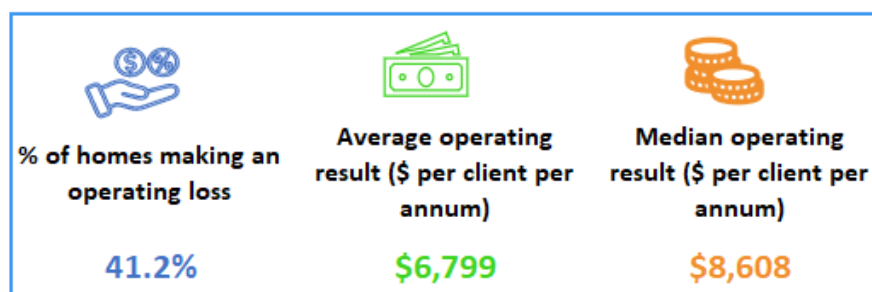 $ %
% of homes making an
operating loss
41.2%
Average operating
result ($ per client per
annum)
$6,799
Median operating
result ($ per client per
annum)
$8,608